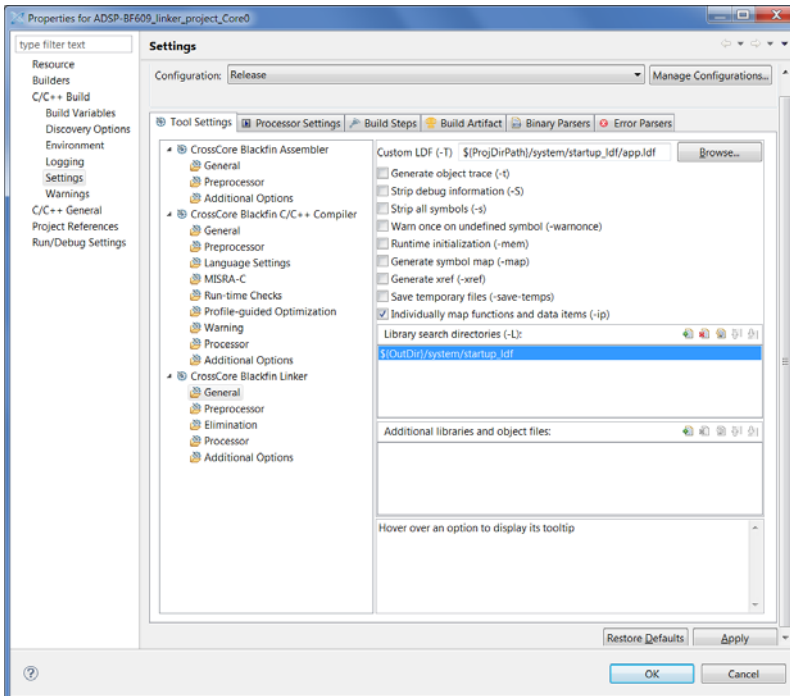 Properties for ADSP-BF609_linker_project_Core0
type filter text
Resource
Builders
C/C++ Build
Build Variables
Discovery Options
Environment
Logging
Settings
Warnings
C/C++ General
Project References
Run/Debug Settings
Settings
Configuration: Release
Manage Configurations...
Tool Settings
Processor Settings
Build Steps
Build Artifact
Binary Parsers
Error Parsers
CrossCore Blackfin Assembler
General
Preprocessor
Additional Options
CrossCore Blackfin C/C++ Compiler
General
Preprocessor
Language Settings
MISRA-C
Run-time Checks
Profile-guided Optimization
Warning
Processor
Additional Options
CrossCore Blackfin Linker
General
Preprocessor
Elimination
Processor
Additional Options
Custom LDF (-T) ${ProjDirPath}/system/startup_ldf/app.ldf Browse...
Generate object trace (-t)
Strip debug information (-S)
Strip all symbols (-s)
Warn once on undefined symbol (-warnonce)
Runtime initialization (-mem)
Generate symbol map (-map)
Generate xref (-xref)
Save temporary files (-save-temps)
Individually map functions and data items (-ip)
Library search directories (-L):
${OutDir}/system/startup_ldf
Additional libraries and object files:
Hover over an option to display its tooltip
Restore Defaults
Apply
OK
Cancel